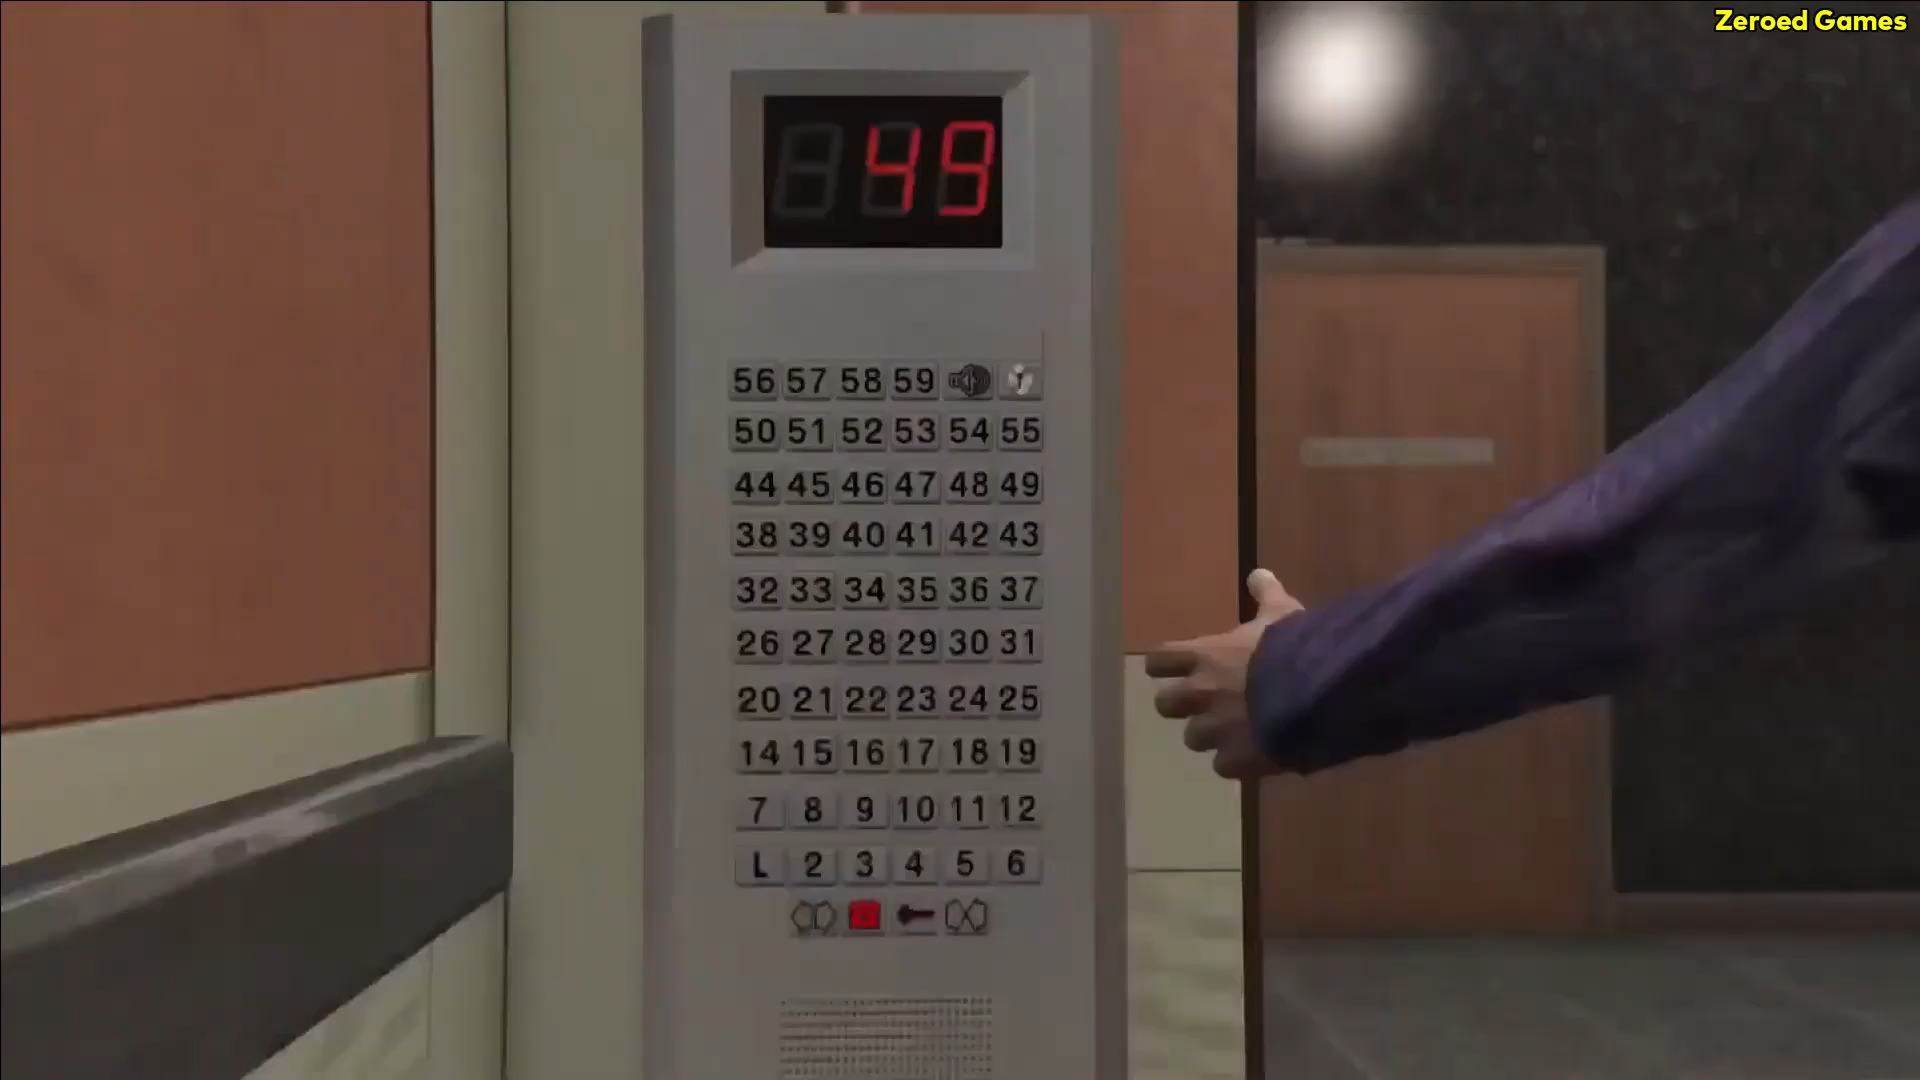 Zeroed Games
49
56 57 58 59
50 51 52 53 54 55
44 45 46 47 48 49
38 39 40 41 42 43
32 33 34 35 36 37
26 27 28 29 30 31
20 21 22 23 24 25
14 15 16 17 18 19
7 8 9 10 11 12
L 2 3 4 5 6